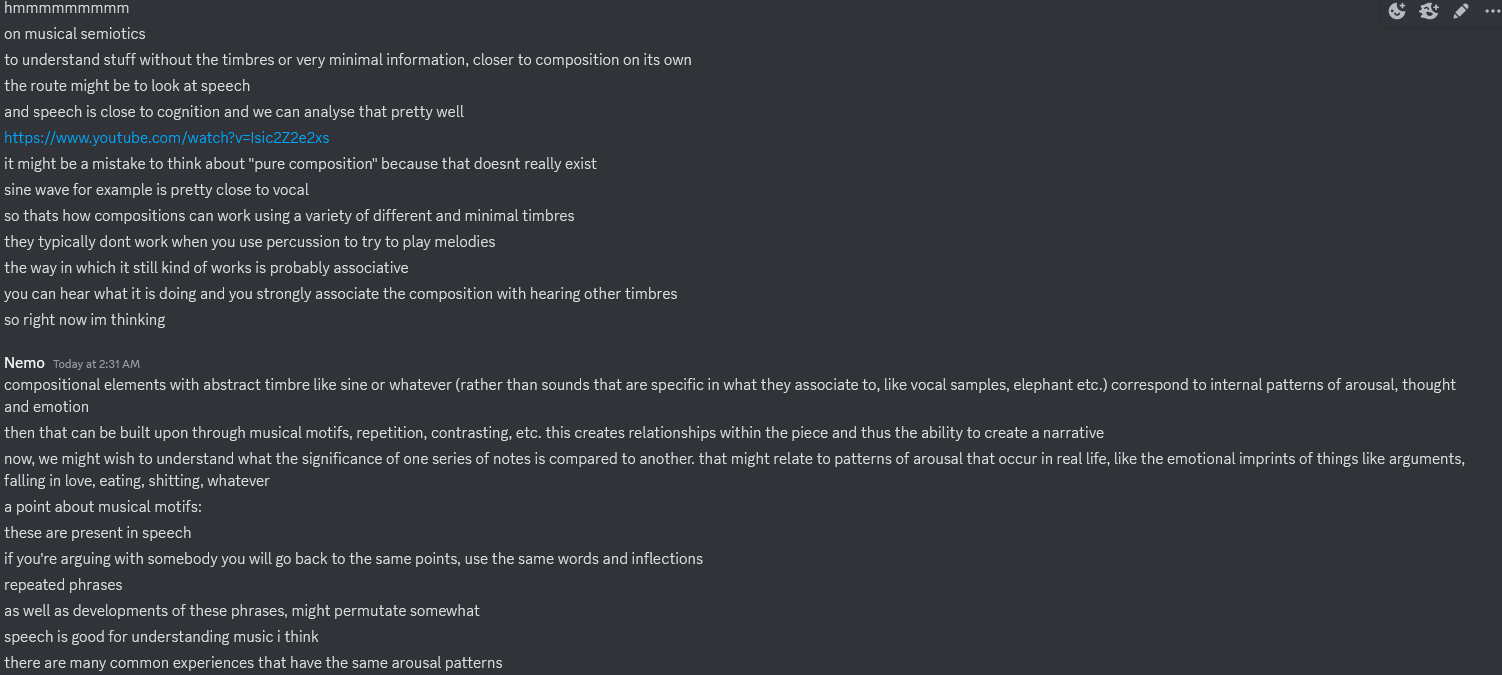 hmmmmmmmmmm
on musical semiotics
to understand stuff without the timbres or very minimal information, closer to composition on its own
the route might be to look at speech
and speech is close to cognition and we can analyse that pretty well
https://www.youtube.com/watch?v=Isic2Z2e2xs
it might be a mistake to think about "pure composition" because that doesnt really exist
sine wave for example is pretty close to vocal
so thats how compositions can work using a variety of different and minimal timbres
they typically dont work when you use percussion to try to play melodies
the way in which it still kind of works is probably associative
you can hear what it is doing and you strongly associate the composition with hearing other timbres
so right now im thinking
Nemo Today at 2:31 AM
compositional elements with abstract timbre like sine or whatever (rather than sounds that are specific in what they associate to, like vocal samples, elephant etc.) correspond to internal patterns of arousal, thought
and emotion
then that can be built upon through musical motifs, repetition, contrasting, etc. this creates relationships within the piece and thus the ability to create a narrative
now, we might wish to understand what the significance of one series of notes is compared to another. that might relate to patterns of arousal that occur in real life, like the emotional imprints of things like arguments,
falling in love, eating, shitting, whatever
a point about musical motifs:
these are present in speech
if you're arguing with somebody you will go back to the same points, use the same words and inflections
repeated phrases
as well as developments of these phrases, might permutate somewhat
speech is good for understanding music i think
there are many common experiences that have the same arousal patterns